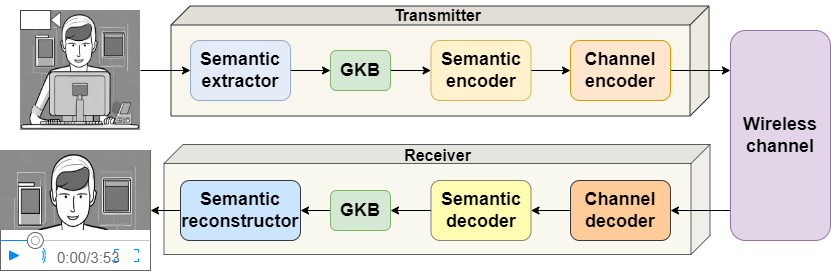 Transmitter
Semantic
extractor
GKB
Semantic
encoder
Channel
encoder
Wireless
channel
Receiver
Semantic
reconstructor
GKB
Semantic
decoder
Channel
decoder
0:00/3:53